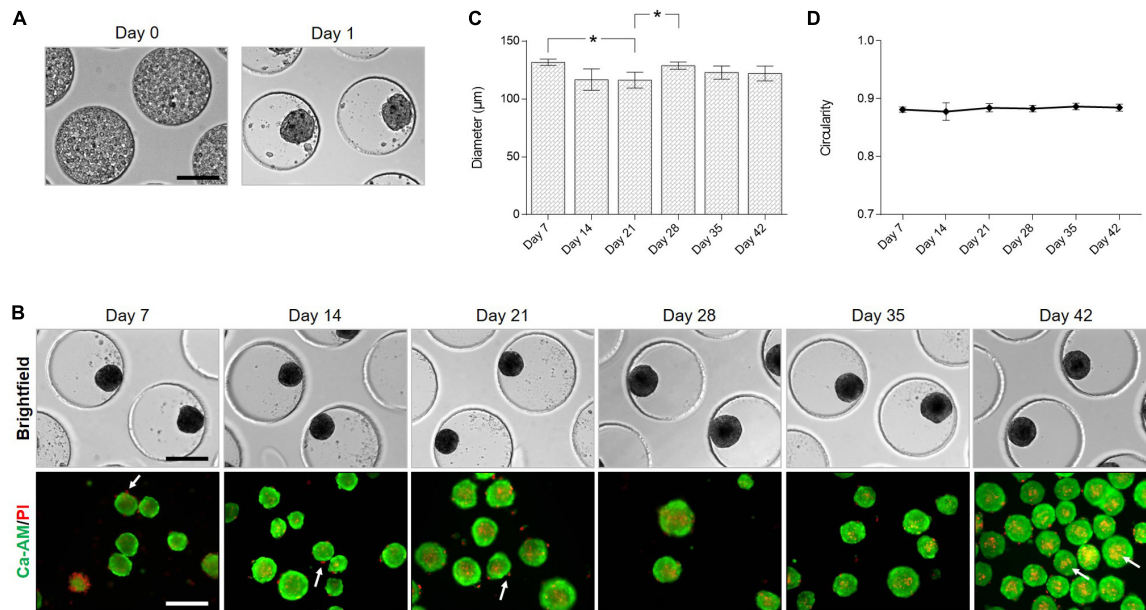 A
Day 0
Day 1
C
*
*
150
100
50
0
Diameter (µm)
Day 7
Day 14
Day 21
Day 28
Day 35
Day 42
D
1.0
0.9
0.8
0.7
Circularity
Day 7
Day 14
Day 21
Day 28
Day 35
Day 42
B
Day 7
Day 14
Day 21
Day 28
Day 35
Day 42
Brightfield
Ca-AM/PI